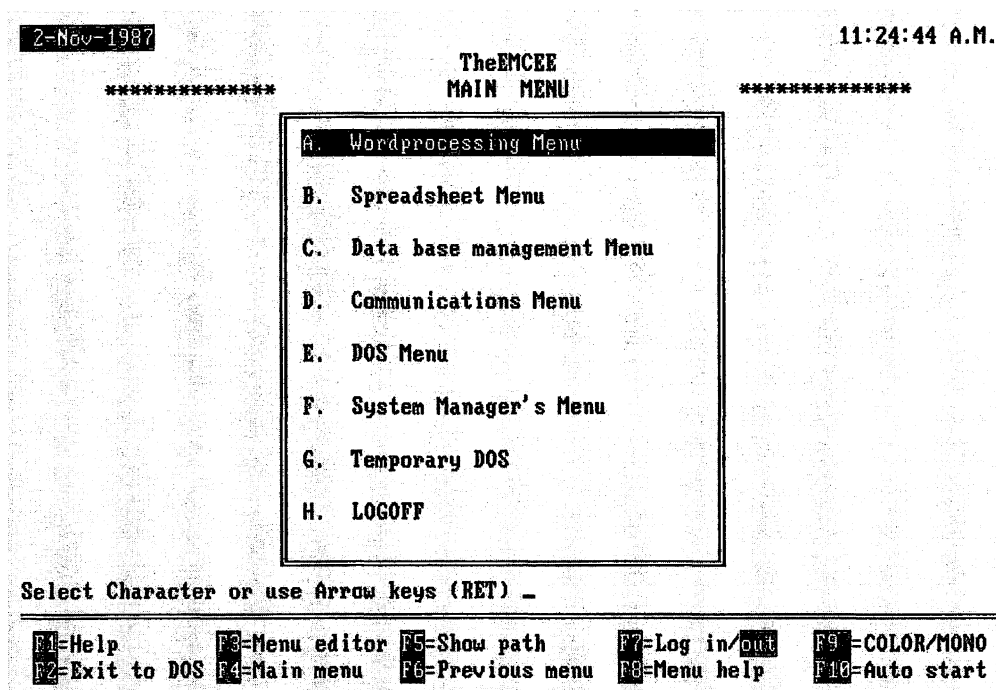 2-Nov-1987 11:24:44 A.M.
TheEMCEE
************** MAIN MENU **************
A. Wordprocessing Menu
B. Spreadsheet Menu
C. Data base management Menu
D. Communications Menu
E. DOS Menu
F. System Manager's Menu
G. Temporary DOS
H. LOGOFF
Select Character or use Arrow keys (RET) _
F1=Help F3=Menu editor F5=Show path F7=Log in/out F9=COLOR/MONO
F2=Exit to DOS F4=Main menu F6=Previous menu F8=Menu help F10=Auto start